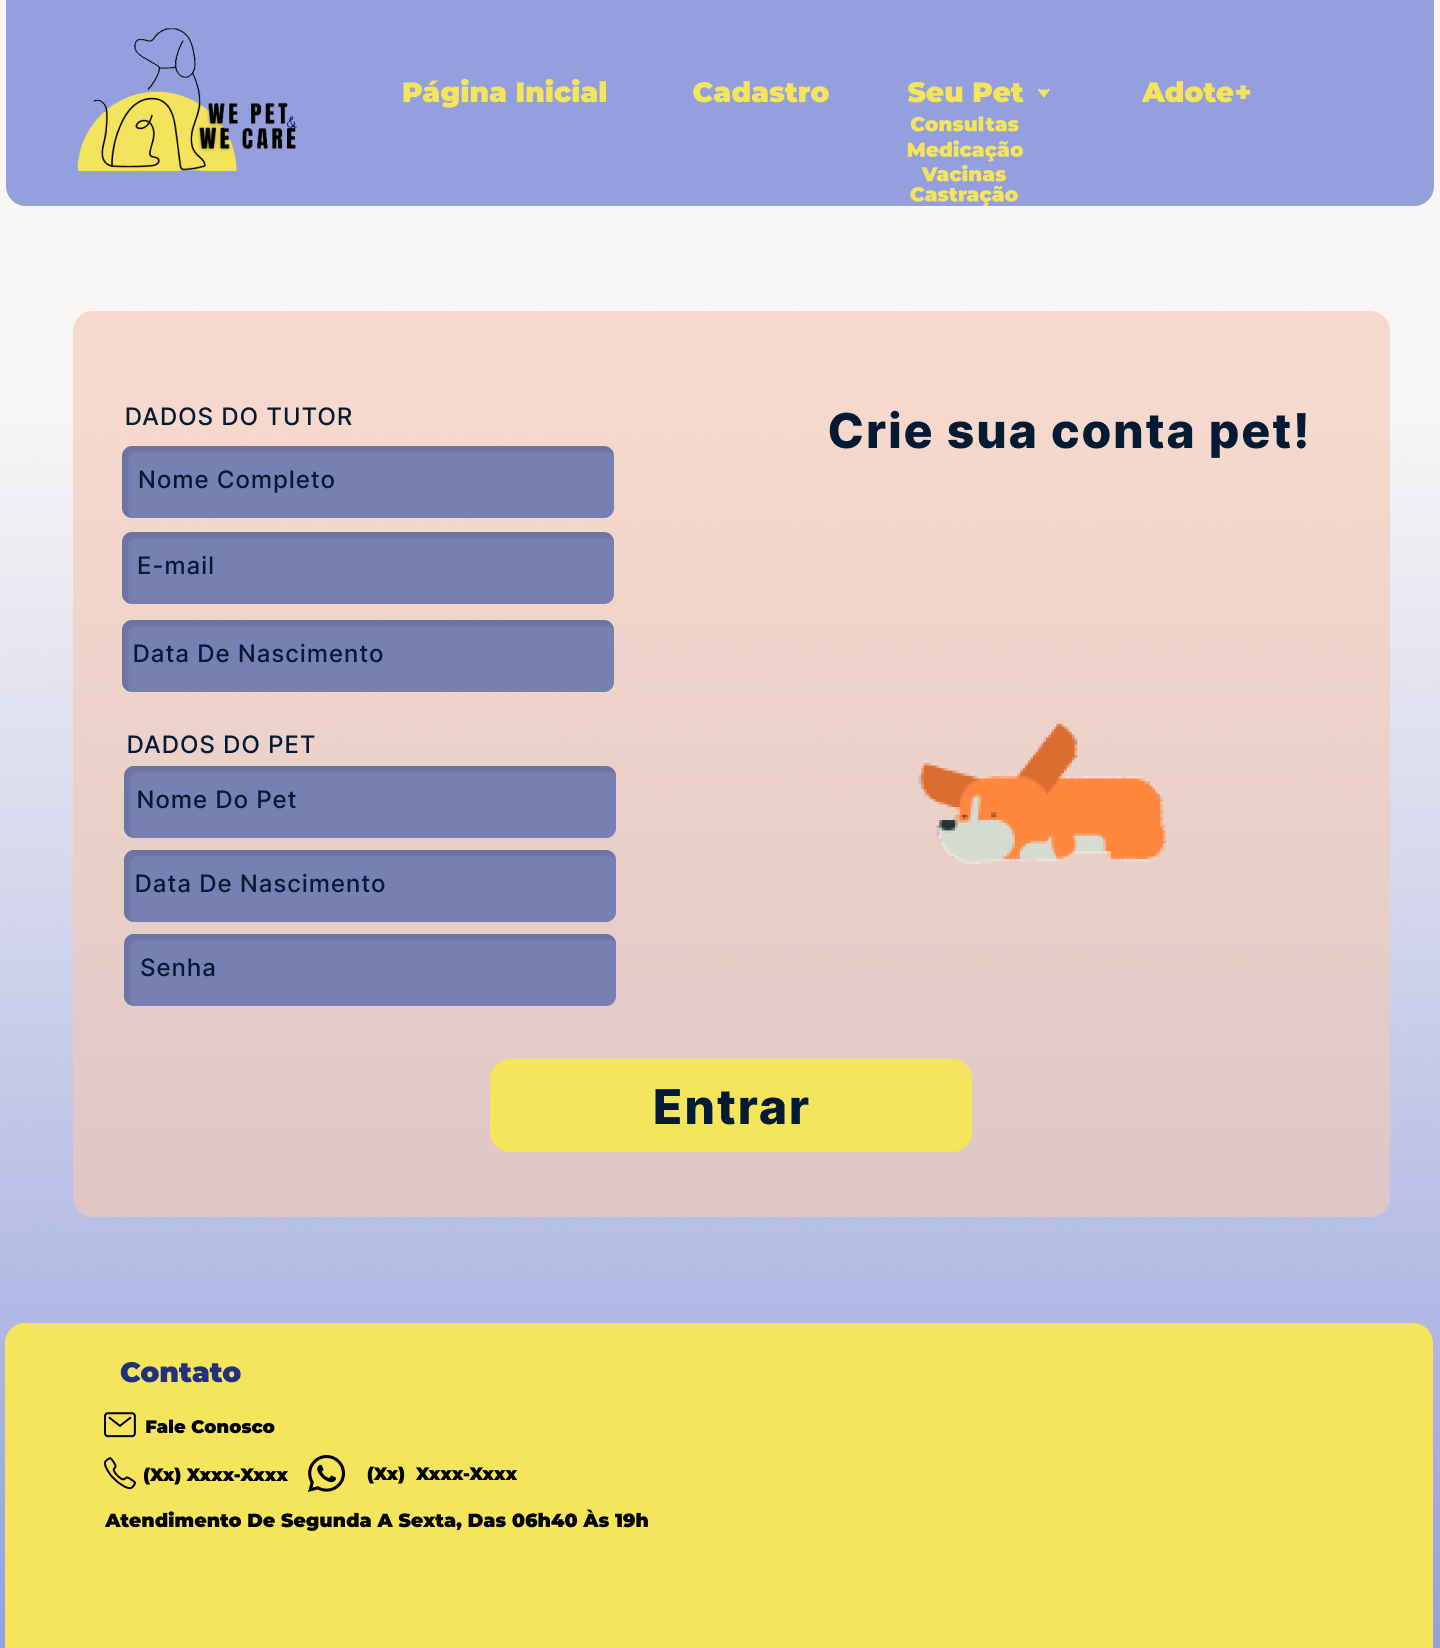 WE PET &
WE CARE
Página Inicial
Cadastro
Seu Pet
Adote+
Consultas
Medicação
Vacinas
Castração
DADOS DO TUTOR
Crie sua conta pet!
Nome Completo
E-mail
Data De Nascimento
DADOS DO PET
Nome Do Pet
Data De Nascimento
Senha
Entrar
Contato
Fale Conosco
(Xx) Xxxx-Xxxx (Xx) Xxxx-Xxxx
Atendimento De Segunda A Sexta, Das 06h40 Às 19h